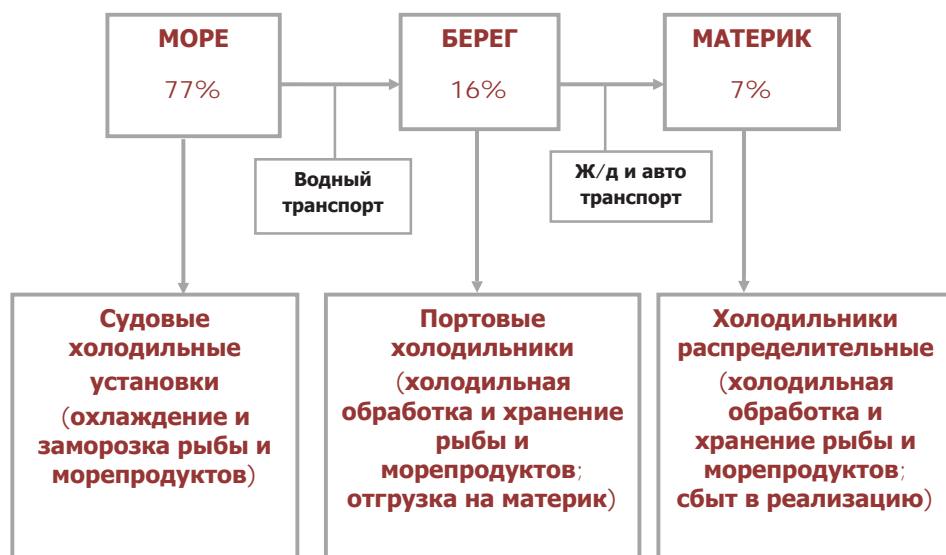 МОРЕ
77%
БЕРЕГ
16%
МАТЕРИК
7%
Водный
транспорт
Ж/д и авто
транспорт
Судовые
холодильные
установки
(охлаждение и
заморозка рыбы и
морепродуктов)
Портовые
холодильники
(холодильная
обработка и хранение
рыбы и
морепродуктов;
отгрузка на материк)
Холодильники
распределительные
(холодильная
обработка и
хранение рыбы и
морепродуктов;
сбыт в реализацию)